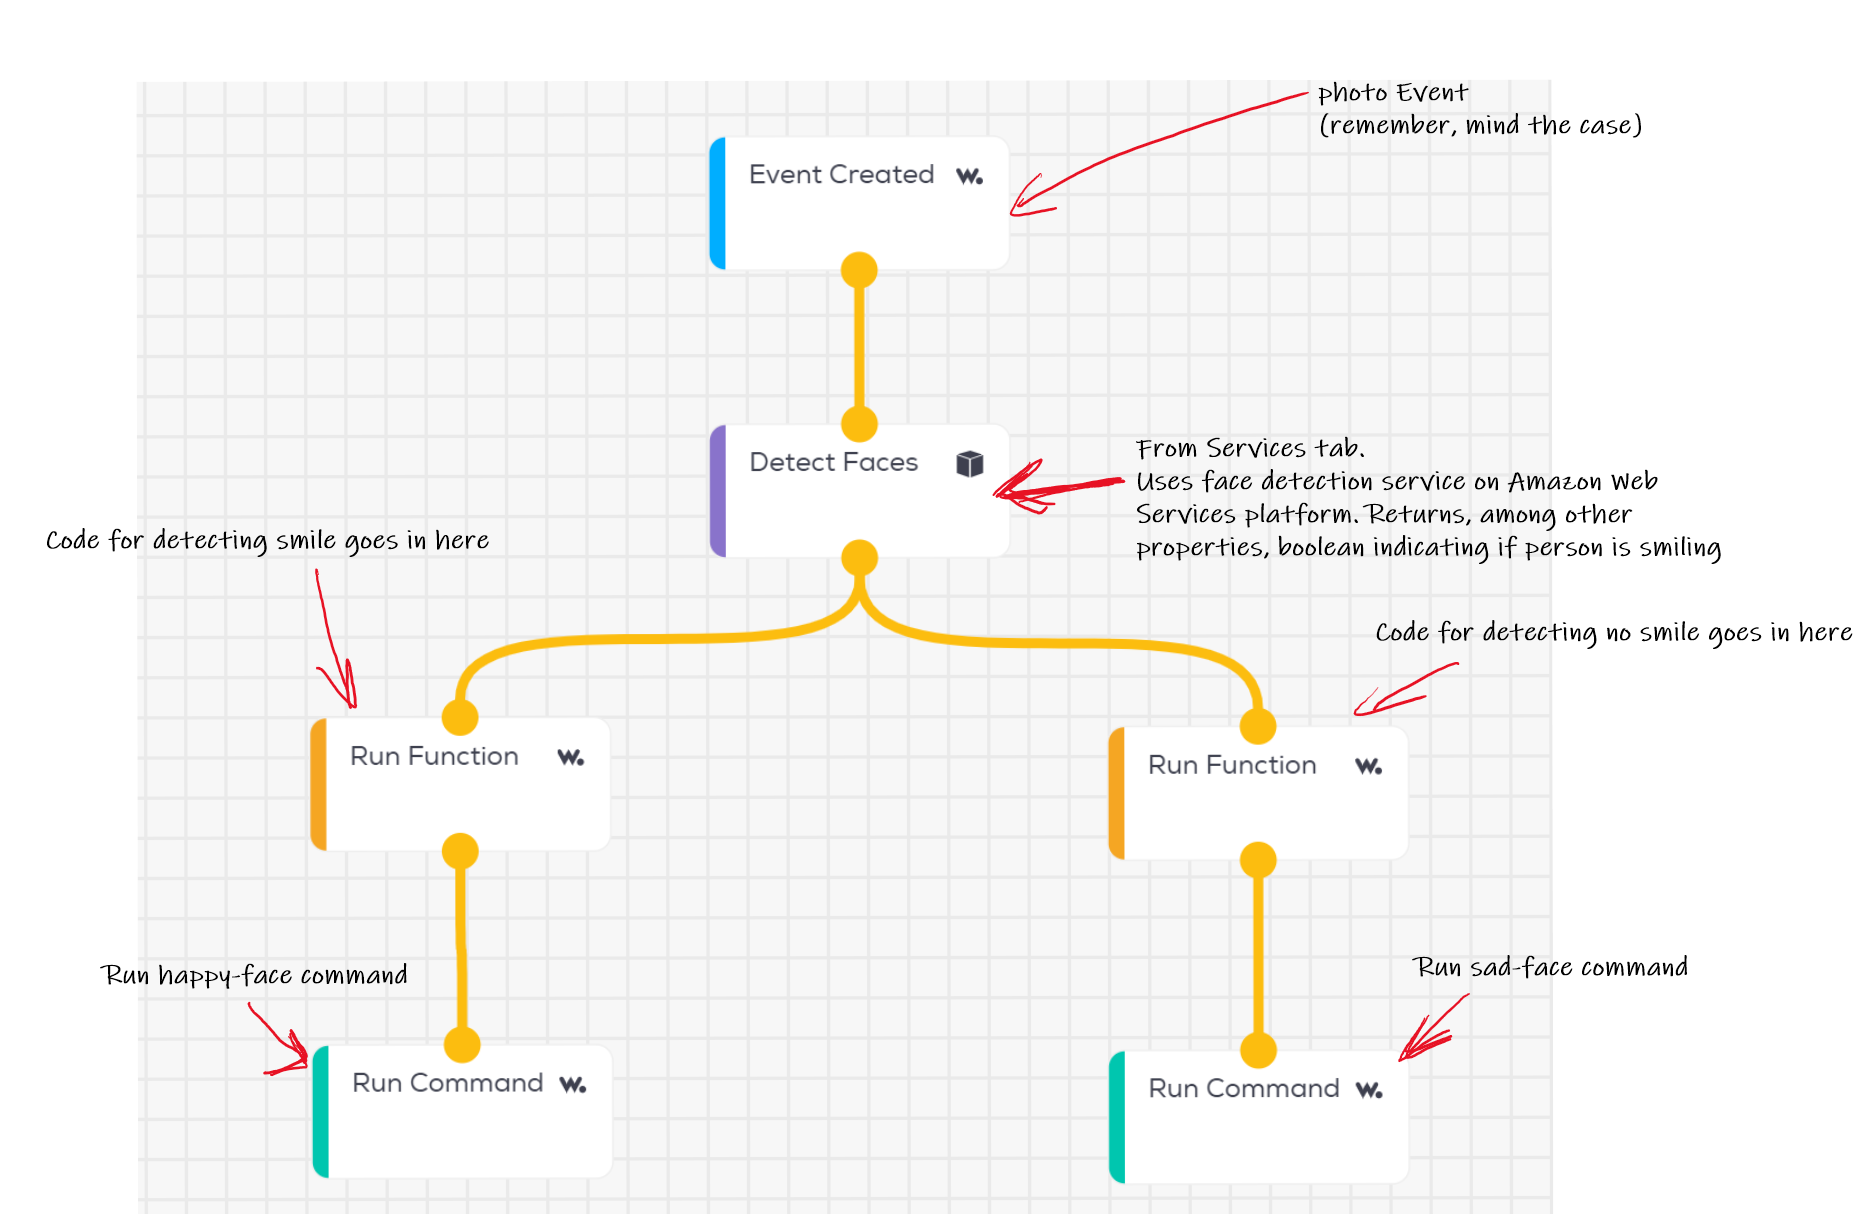 photo Event
(remember, mind the case)
Event Created w.
From Services tab.
Detect Faces
Uses face detection service on Amazon Web
Services platform. Returns, among other
properties, boolean indicating if person is smiling
Code for detecting smile goes in here
Code for detecting no smile goes in here
Run Function w.
Run Function w.
Run happy-face command
Run sad-face command
Run Command w.
Run Command w.